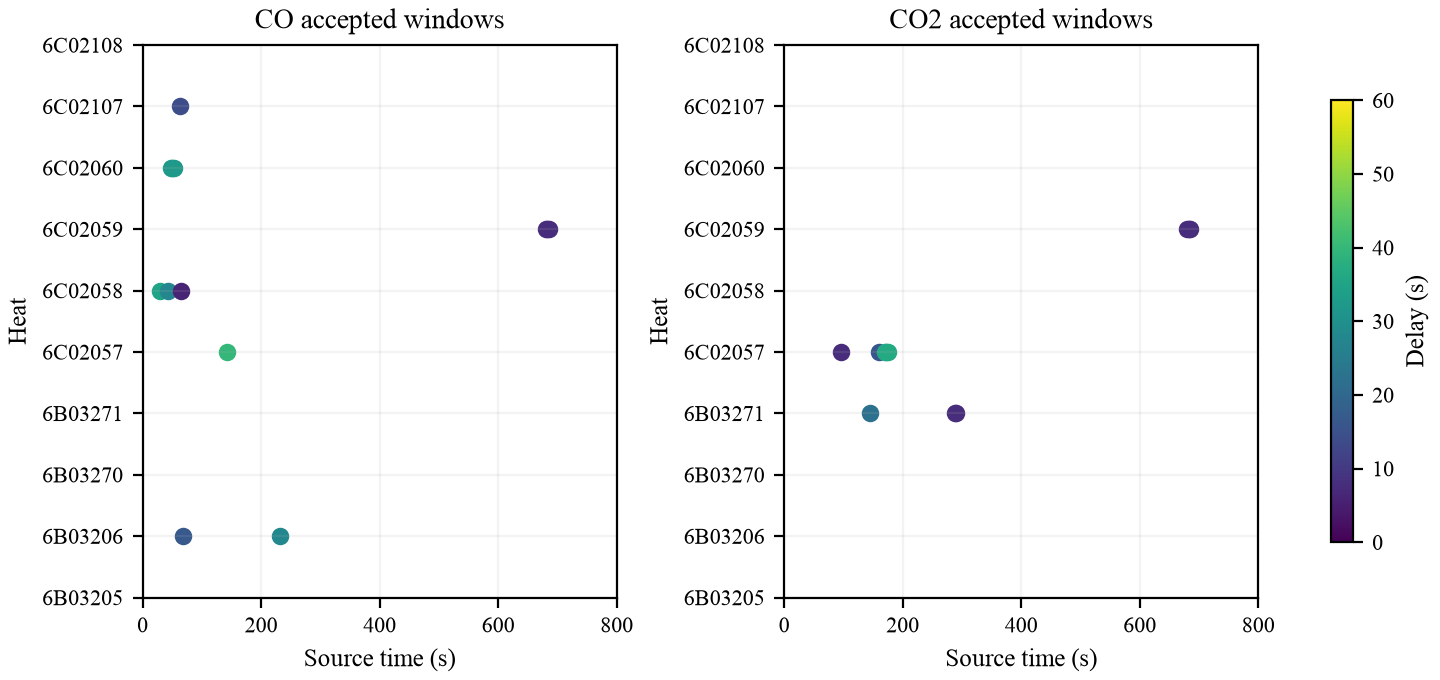 CO accepted windows
6C02108
6C02107
6C02060
6C02059
6C02058
6C02057
6B03271
6B03270
6B03206
6B03205
Heat
0 200 400 600 800
Source time (s)
CO2 accepted windows
6C02108
6C02107
6C02060
6C02059
6C02058
6C02057
6B03271
6B03270
6B03206
6B03205
Heat
0 200 400 600 800
Source time (s)
60
50
40
30
20
10
0
Delay (s)